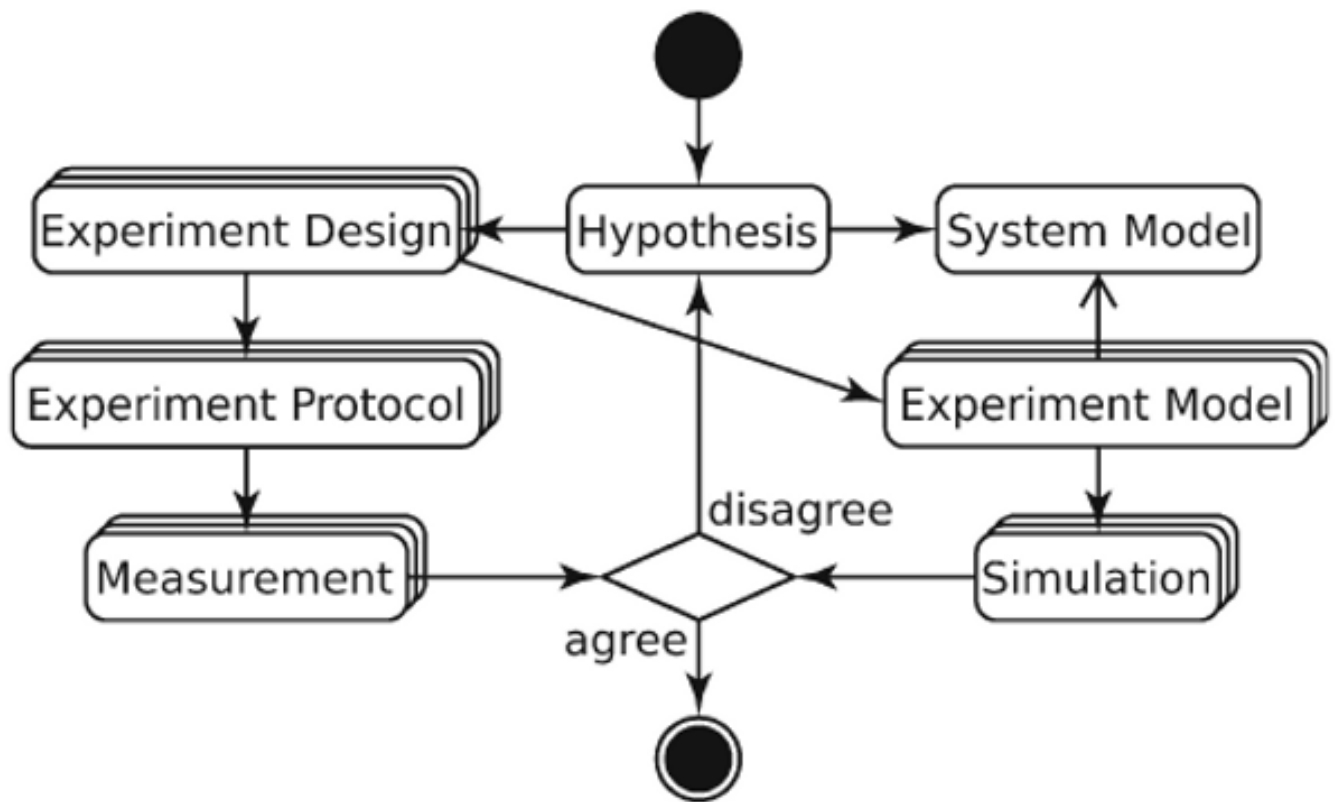 Experiment Design
Hypothesis
System Model
Experiment Protocol
Experiment Model
disagree
Measurement
Simulation
agree